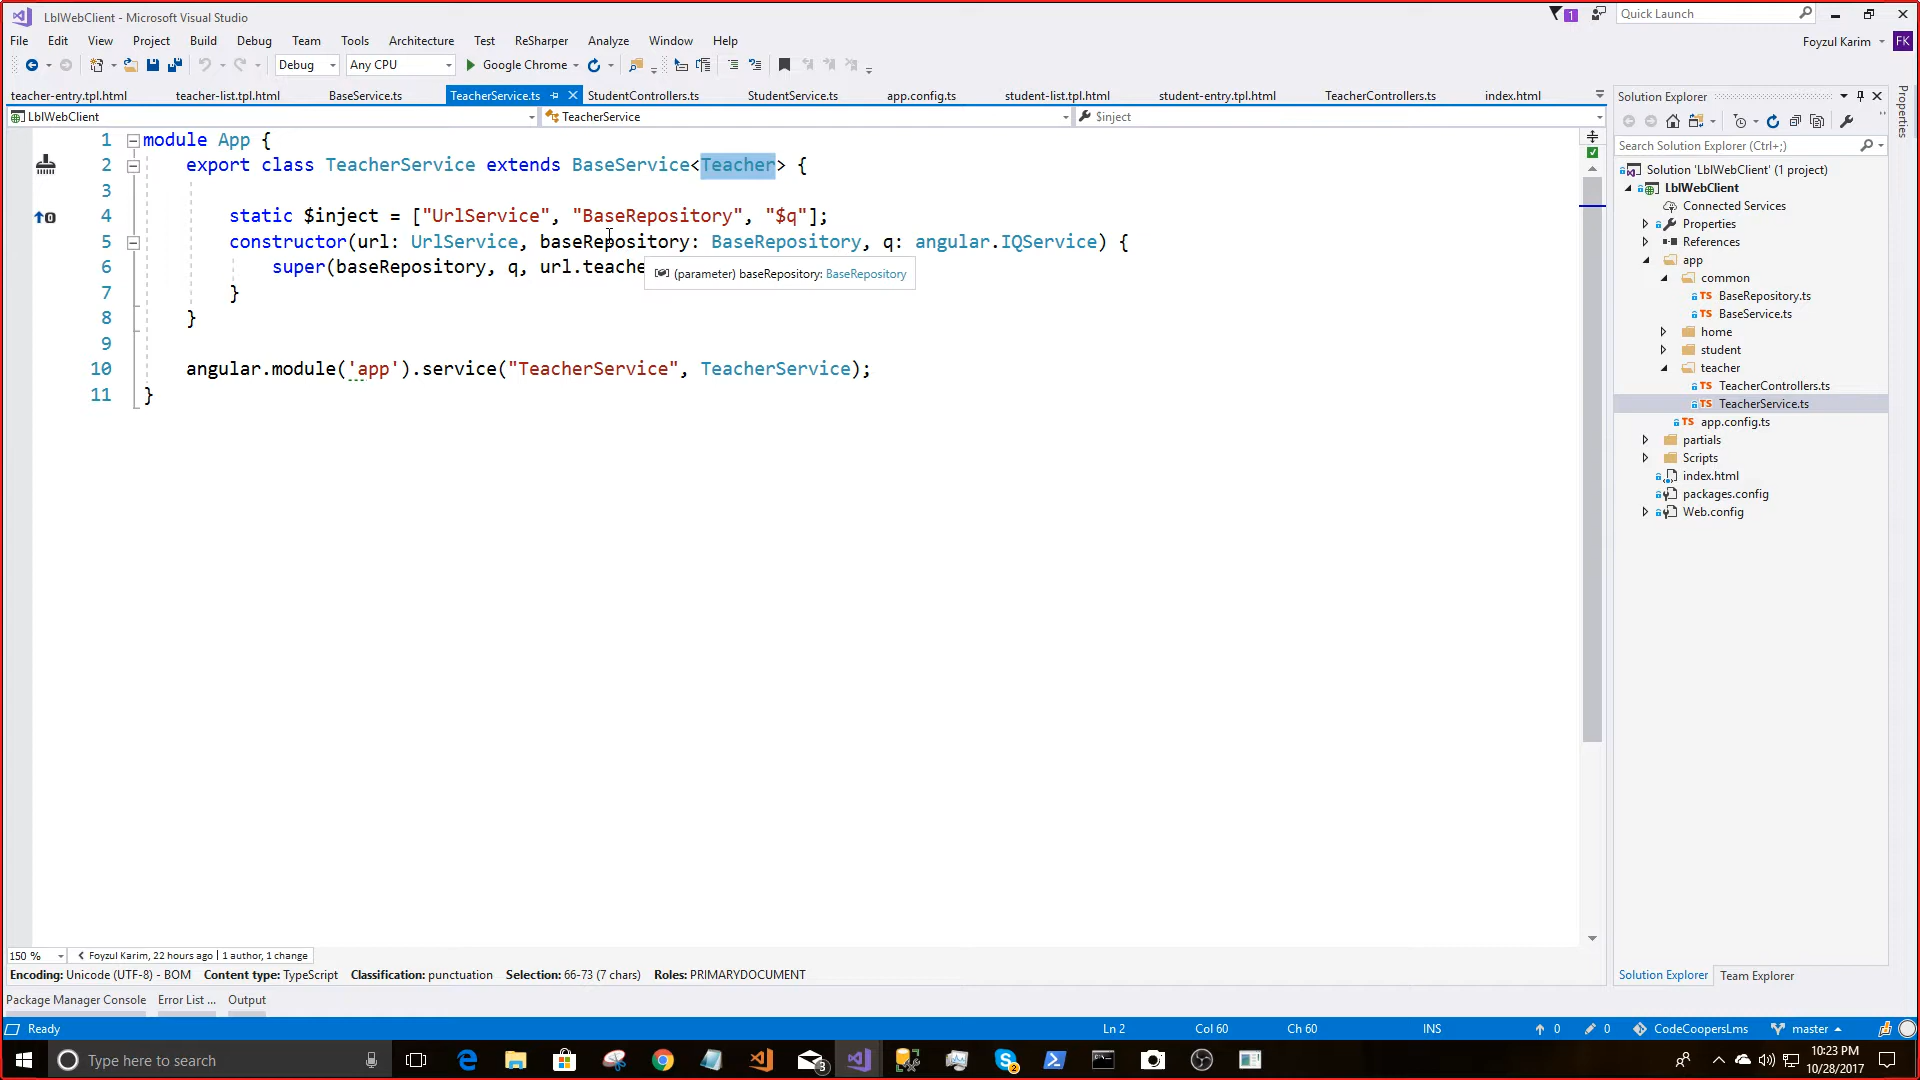 LblWebClient - Microsoft Visual Studio
1
Quick Launch
File Edit View Project Build Debug Team Tools Architecture Test ReSharper Analyze Window Help
Foyzul Karim FK
Debug Any CPU Google Chrome
teacher-entry.tpl.html teacher-list.tpl.html BaseService.ts TeacherService.ts StudentControllers.ts StudentService.ts app.config.ts student-list.tpl.html student-entry.tpl.html TeacherControllers.ts index.html
LblWebClient TeacherService $inject
1 module App {
2 export class TeacherService extends BaseService<Teacher> {
3
4 static $inject = ["UrlService", "BaseRepository", "$q"];
5 constructor(url: UrlService, baseRepository: BaseRepository, q: angular.IQService) {
6 super(baseRepository, q, url.teache
(parameter) baseRepository: BaseRepository
7 }
8 }
9
10 angular.module('app').service("TeacherService", TeacherService);
11 }
Solution Explorer
Search Solution Explorer (Ctrl+;)
Solution 'LblWebClient' (1 project)
LblWebClient
Connected Services
Properties
References
app
common
TS BaseRepository.ts
TS BaseService.ts
home
student
teacher
TS TeacherControllers.ts
TS TeacherService.ts
TS app.config.ts
partials
Scripts
index.html
packages.config
Web.config
Properties
150 % Foyzul Karim, 22 hours ago | 1 author, 1 change
Encoding: Unicode (UTF-8) - BOM Content type: TypeScript Classification: punctuation Selection: 66-73 (7 chars) Roles: PRIMARYDOCUMENT
Solution Explorer Team Explorer
Package Manager Console Error List ... Output
Ready Ln 2 Col 60 Ch 60 INS 0 0 CodeCoopersLms master
Type here to search
3
2
10:23 PM
10/28/2017